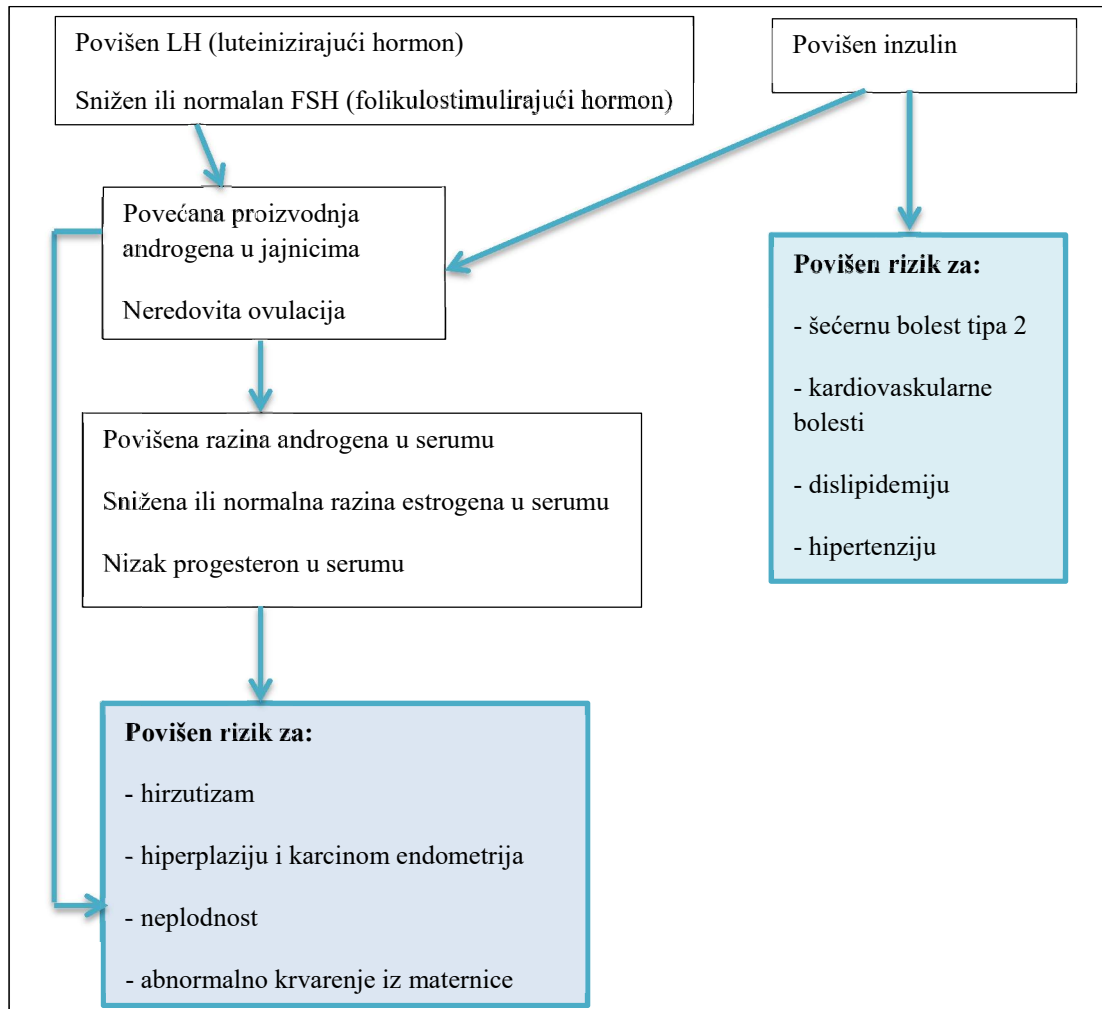 Povišen LH (luteinizirajući hormon)
Snižen ili normalan FSH (folikulostimulirajući hormon)
Povišen inzulin
Povećana proizvodnja
androgena u jajnicima
Neredovita ovulacija
Povišen rizik za:
- šećernu bolest tipa 2
- kardiovaskularne
bolesti
- dislipidemiju
- hipertenziju
Povišena razina androgena u serumu
Snižena ili normalna razina estrogena u serumu
Nizak progesteron u serumu
Povišen rizik za:
- hirzutizam
- hiperplaziju i karcinom endometrija
- neplodnost
- abnormalno krvarenje iz maternice